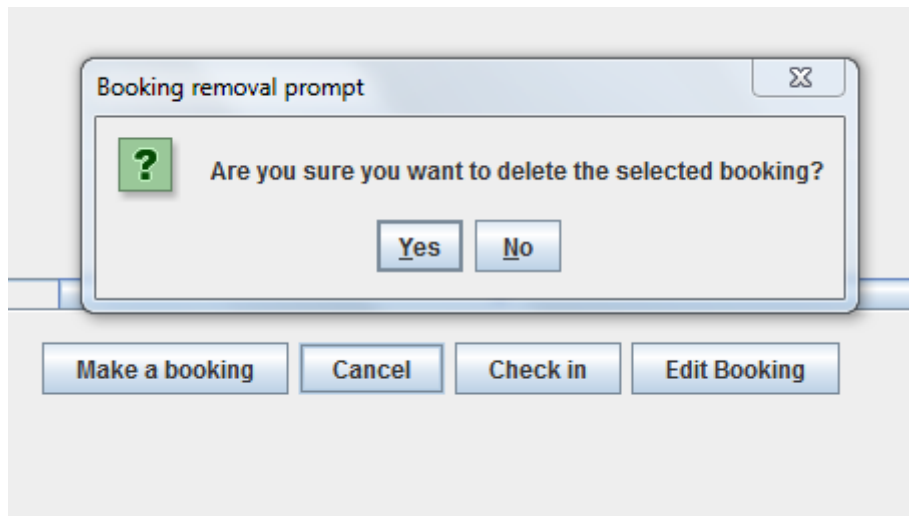 Booking removal prompt
? Are you sure you want to delete the selected booking?
Yes No
Make a booking Cancel Check in Edit Booking